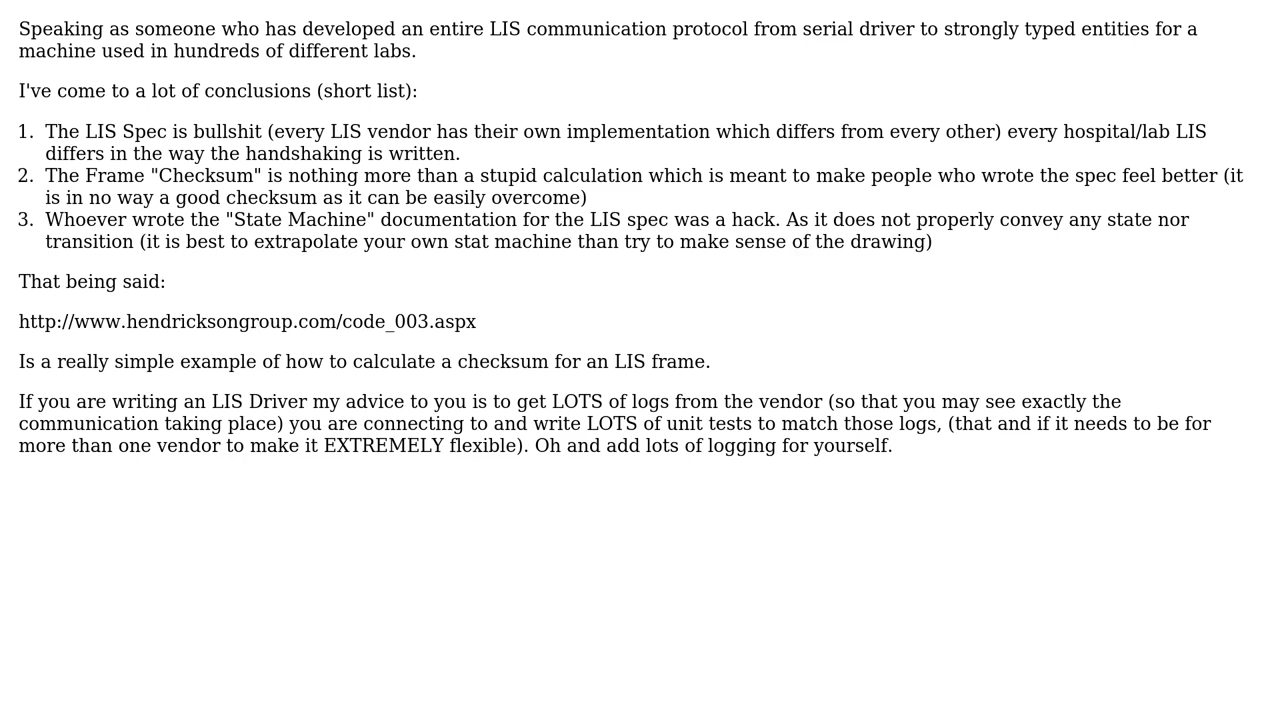 Speaking as someone who has developed an entire LIS communication protocol from serial driver to strongly typed entities for a
machine used in hundreds of different labs.
I've come to a lot of conclusions (short list):
1. The LIS Spec is bullshit (every LIS vendor has their own implementation which differs from every other) every hospital/lab LIS
differs in the way the handshaking is written.
2. The Frame "Checksum" is nothing more than a stupid calculation which is meant to make people who wrote the spec feel better (it
is in no way a good checksum as it can be easily overcome)
3. Whoever wrote the "State Machine" documentation for the LIS spec was a hack. As it does not properly convey any state nor
transition (it is best to extrapolate your own stat machine than try to make sense of the drawing)
That being said:
http://www.hendricksongroup.com/code_003.aspx
Is a really simple example of how to calculate a checksum for an LIS frame.
If you are writing an LIS Driver my advice to you is to get LOTS of logs from the vendor (so that you may see exactly the
communication taking place) you are connecting to and write LOTS of unit tests to match those logs, (that and if it needs to be for
more than one vendor to make it EXTREMELY flexible). Oh and add lots of logging for yourself.